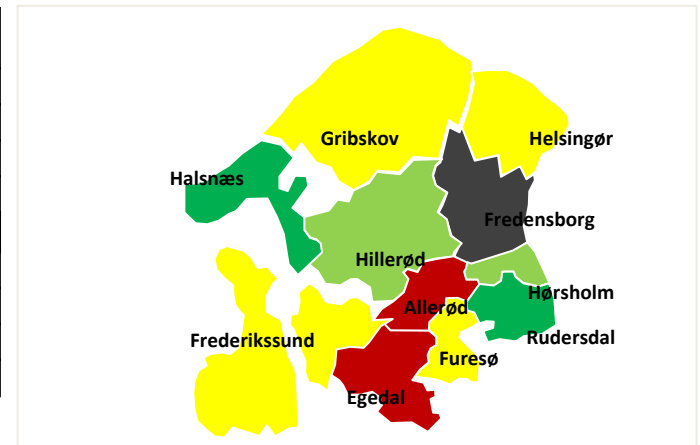 Gribskov
Helsingør
Halsnæs
Fredensborg
Hillerød
Hørsholm
Allerød
Rudersdal
Frederikssund
Furesø
Egedal